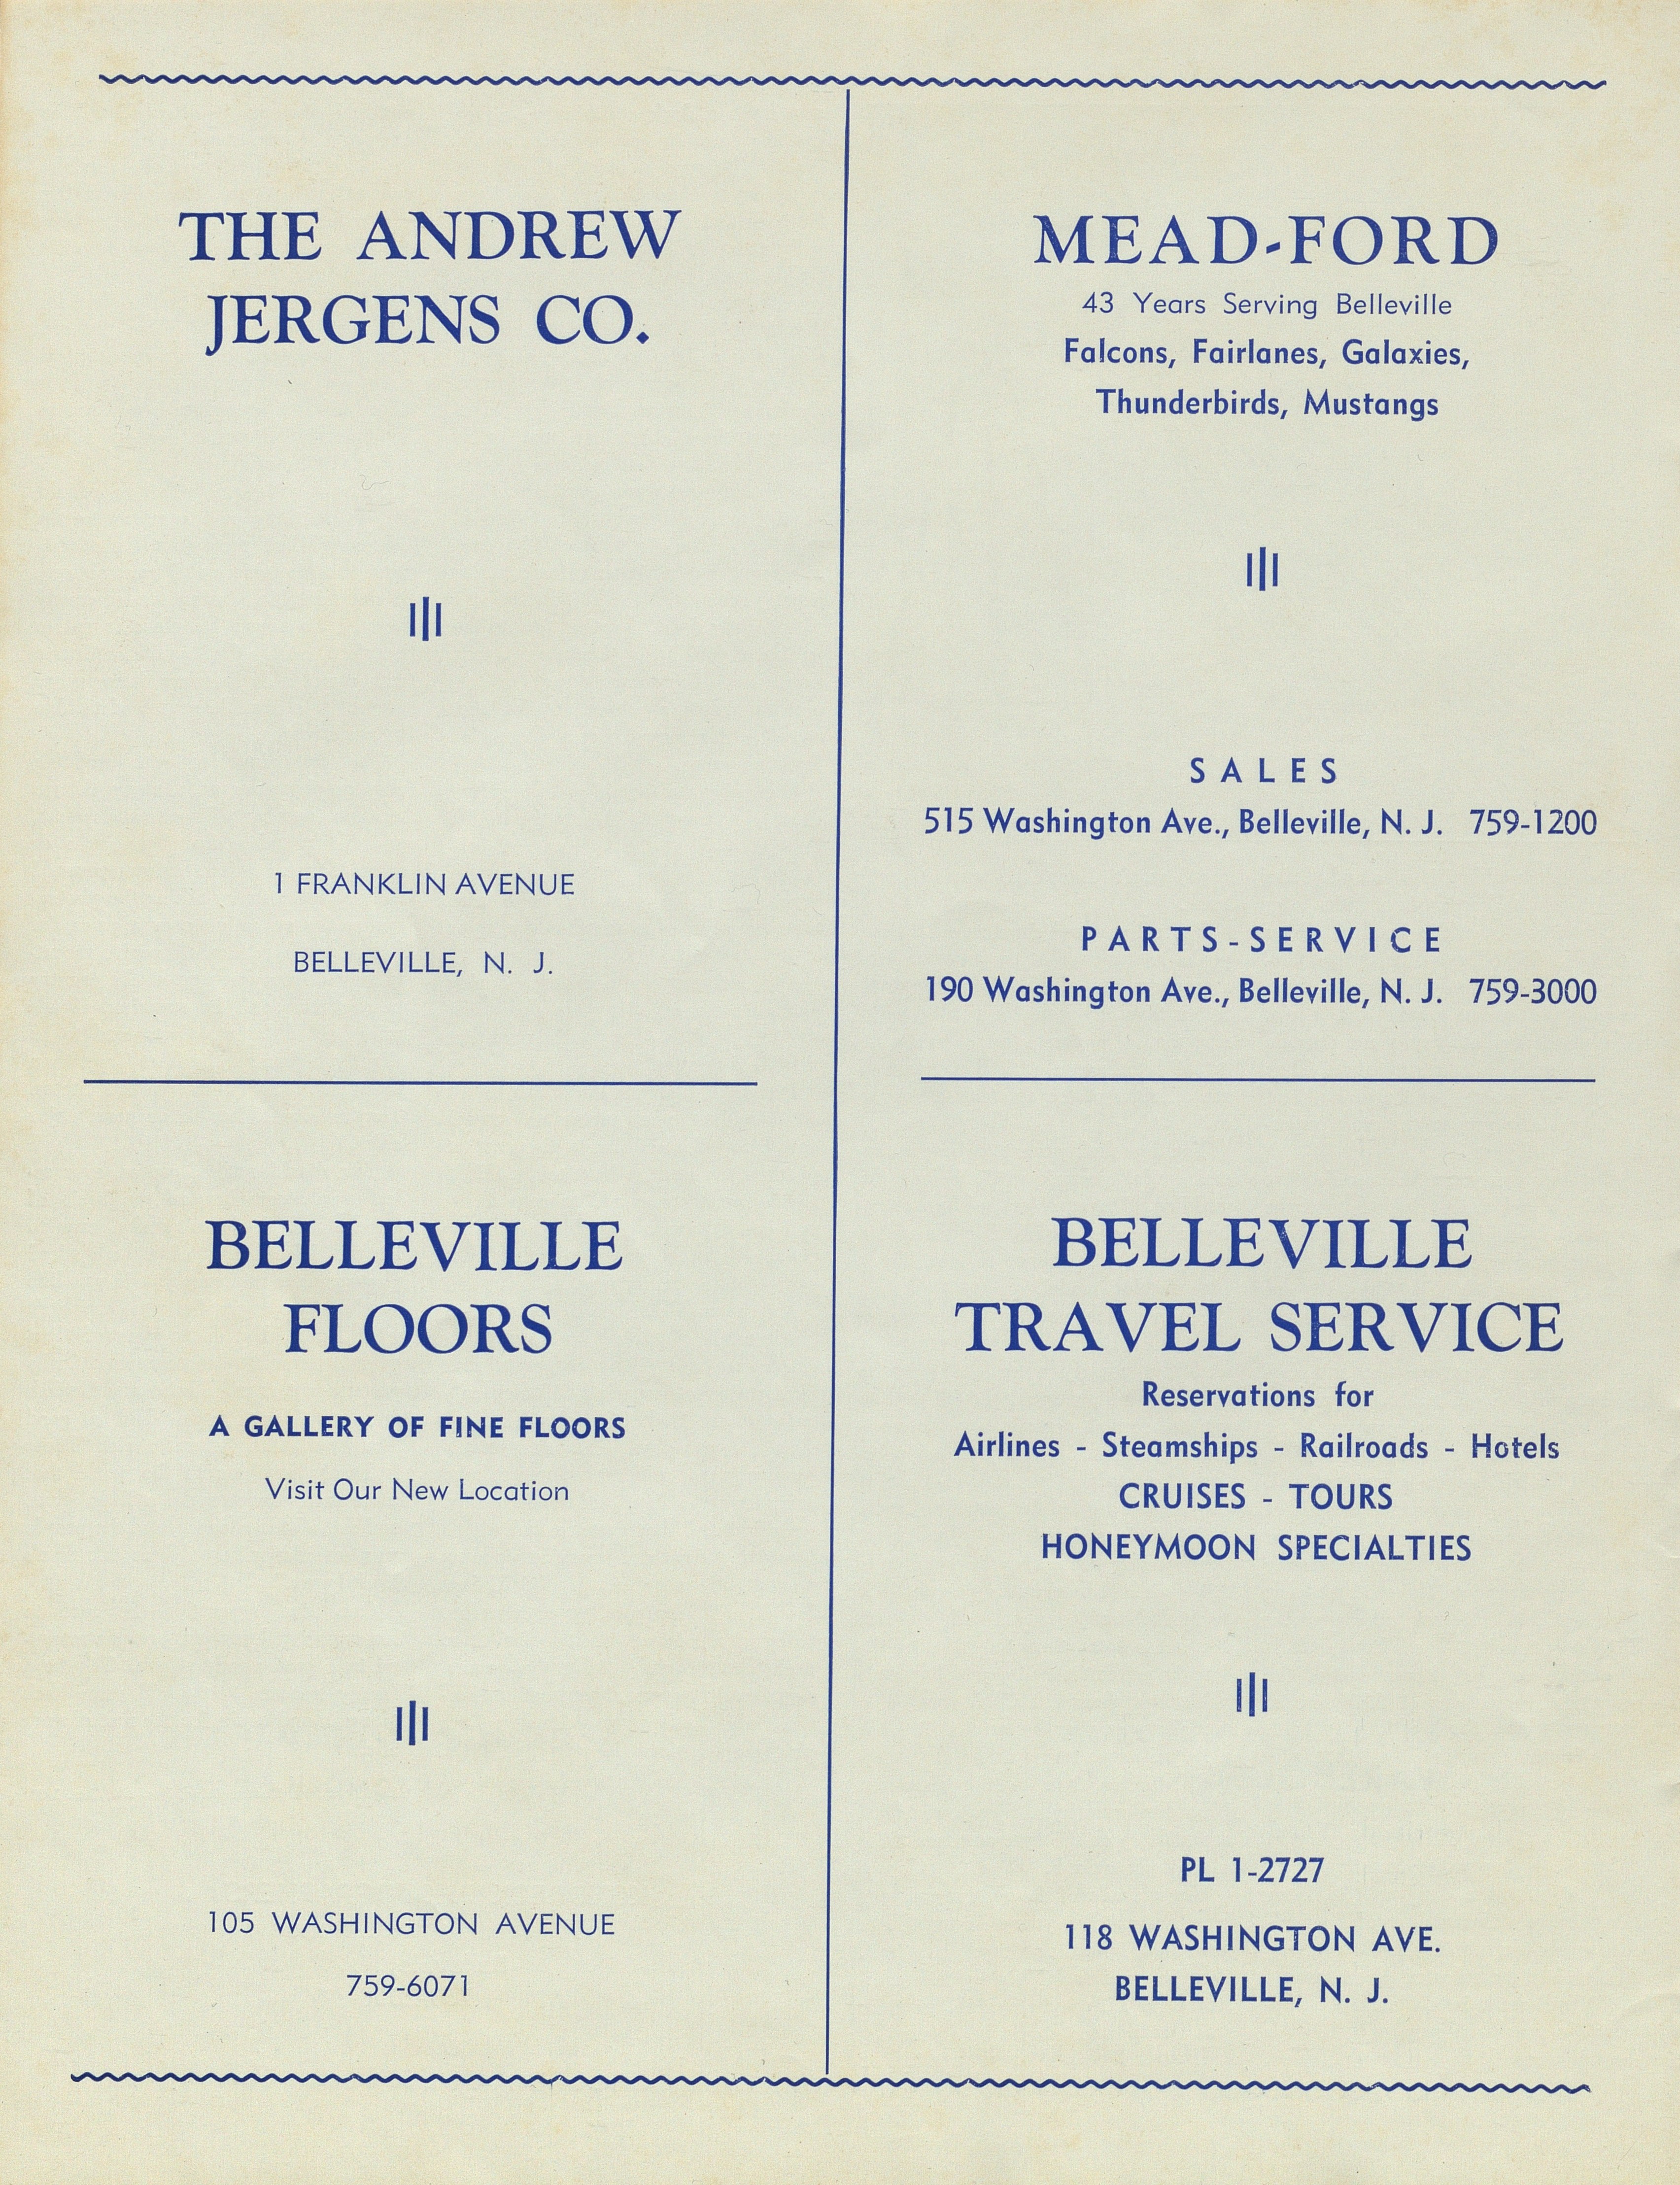 THE ANDREW
JERGENS CO.
1 FRANKLIN AVENUE
BELLEVILLE, N. J.
MEAD-FORD
43 Years Serving Belleville
Falcons, Fairlanes, Galaxies,
Thunderbirds, Mustangs
SALES
515 Washington Ave., Belleville, N. J. 759-1200
PARTS-SERVICE
190 Washington Ave., Belleville, N. J. 759-3000
BELLEVILLE
FLOORS
A GALLERY OF FINE FLOORS
Visit Our New Location
105 WASHINGTON AVENUE
759-6071
BELLEVILLE
TRAVEL SERVICE
Reservations for
Airlines - Steamships - Railroads - Hotels
CRUISES - TOURS
HONEYMOON SPECIALTIES
PL 1-2727
118 WASHINGTON AVE.
BELLEVILLE, N. J.